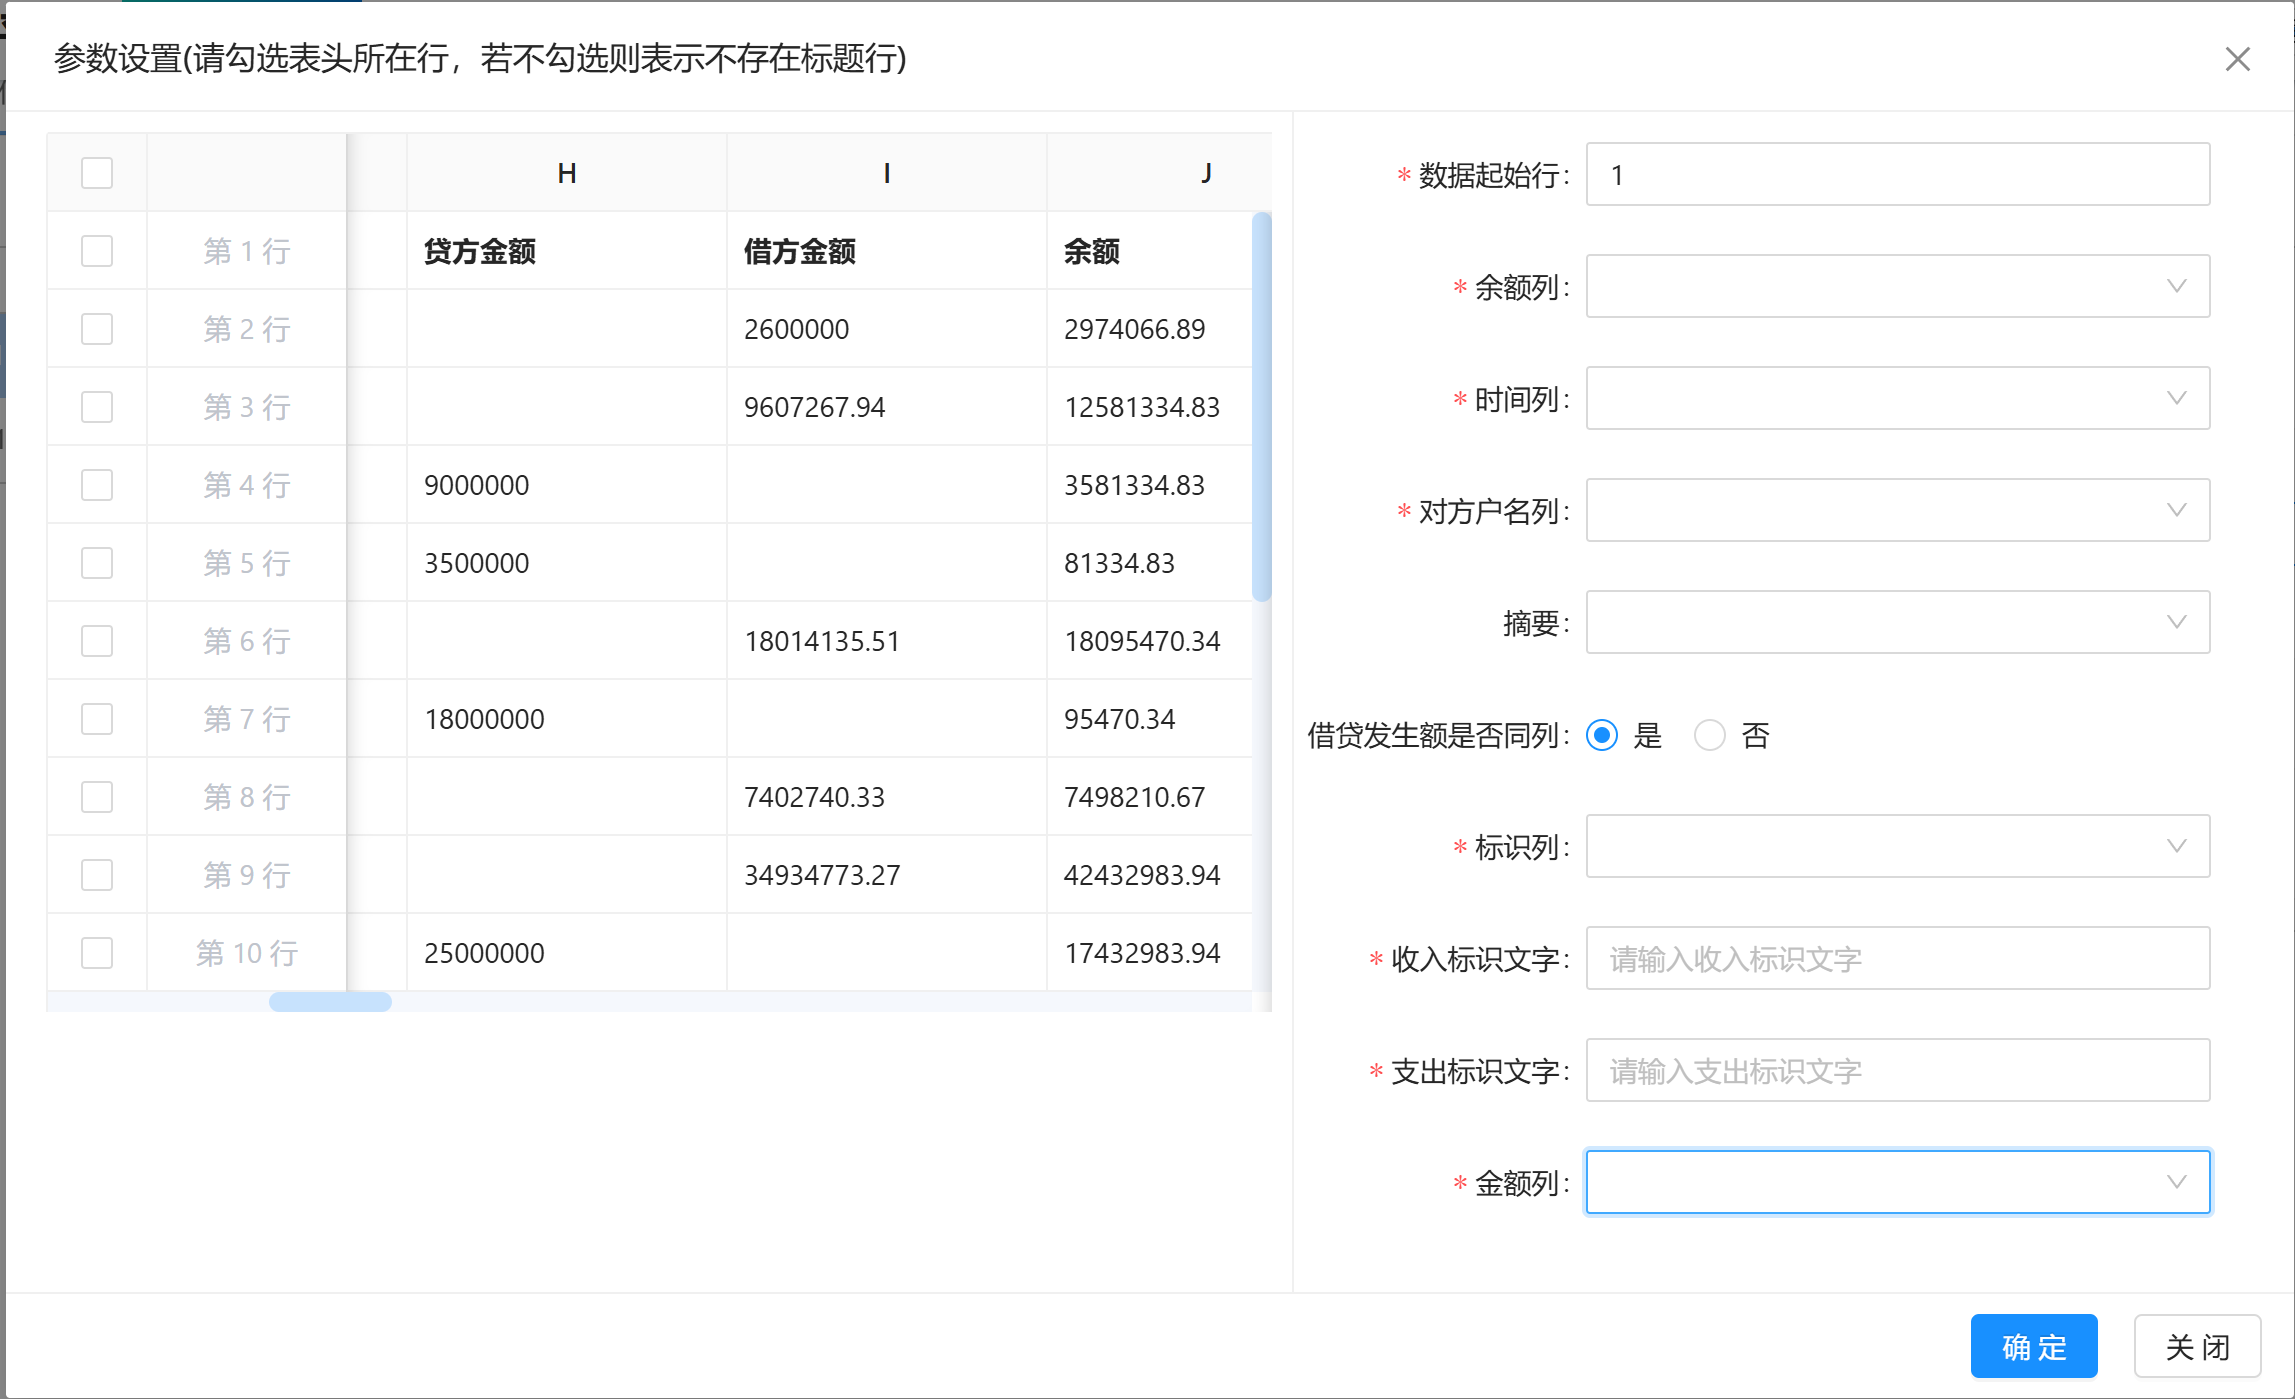 参数设置(请勾选表头所在行，若不勾选则表示不存在标题行)
H I J
第 1 行 贷方金额 借方金额 余额
第 2 行 2600000 2974066.89
第 3 行 9607267.94 12581334.83
第 4 行 9000000 3581334.83
第 5 行 3500000 81334.83
第 6 行 18014135.51 18095470.34
第 7 行 18000000 95470.34
第 8 行 7402740.33 7498210.67
第 9 行 34934773.27 42432983.94
第 10 行 25000000 17432983.94
* 数据起始行: 1
* 余额列:
* 时间列:
* 对方户名列:
摘要:
借贷发生额是否同列: 是 否
* 标识列:
* 收入标识文字: 请输入收入标识文字
* 支出标识文字: 请输入支出标识文字
* 金额列:
确 定 关 闭